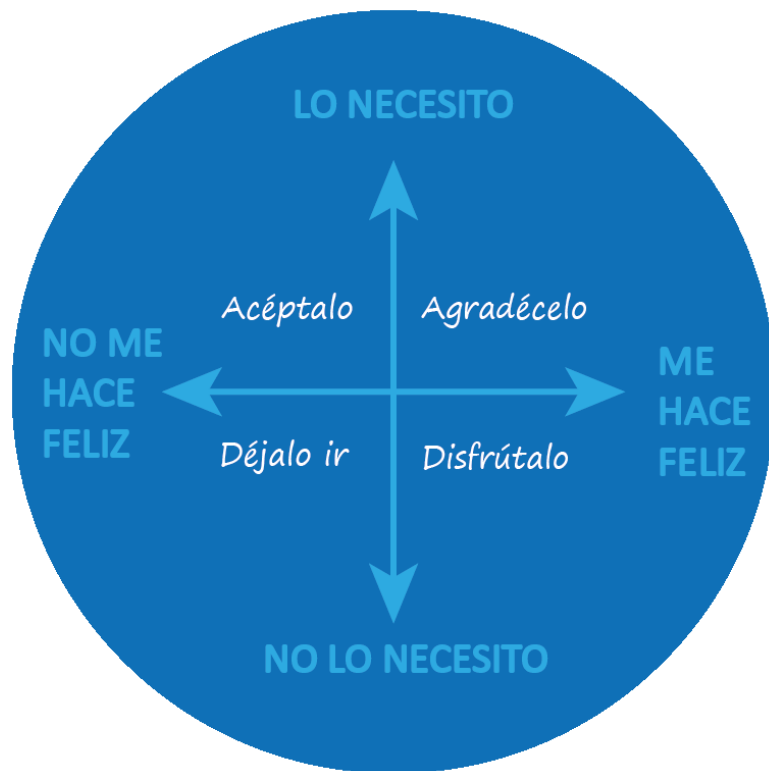 LO NECESITO
Acéptalo
Agradécelo
NO ME
HACE
FELIZ
ME
HACE
FELIZ
Déjalo ir
Disfrútalo
NO LO NECESITO